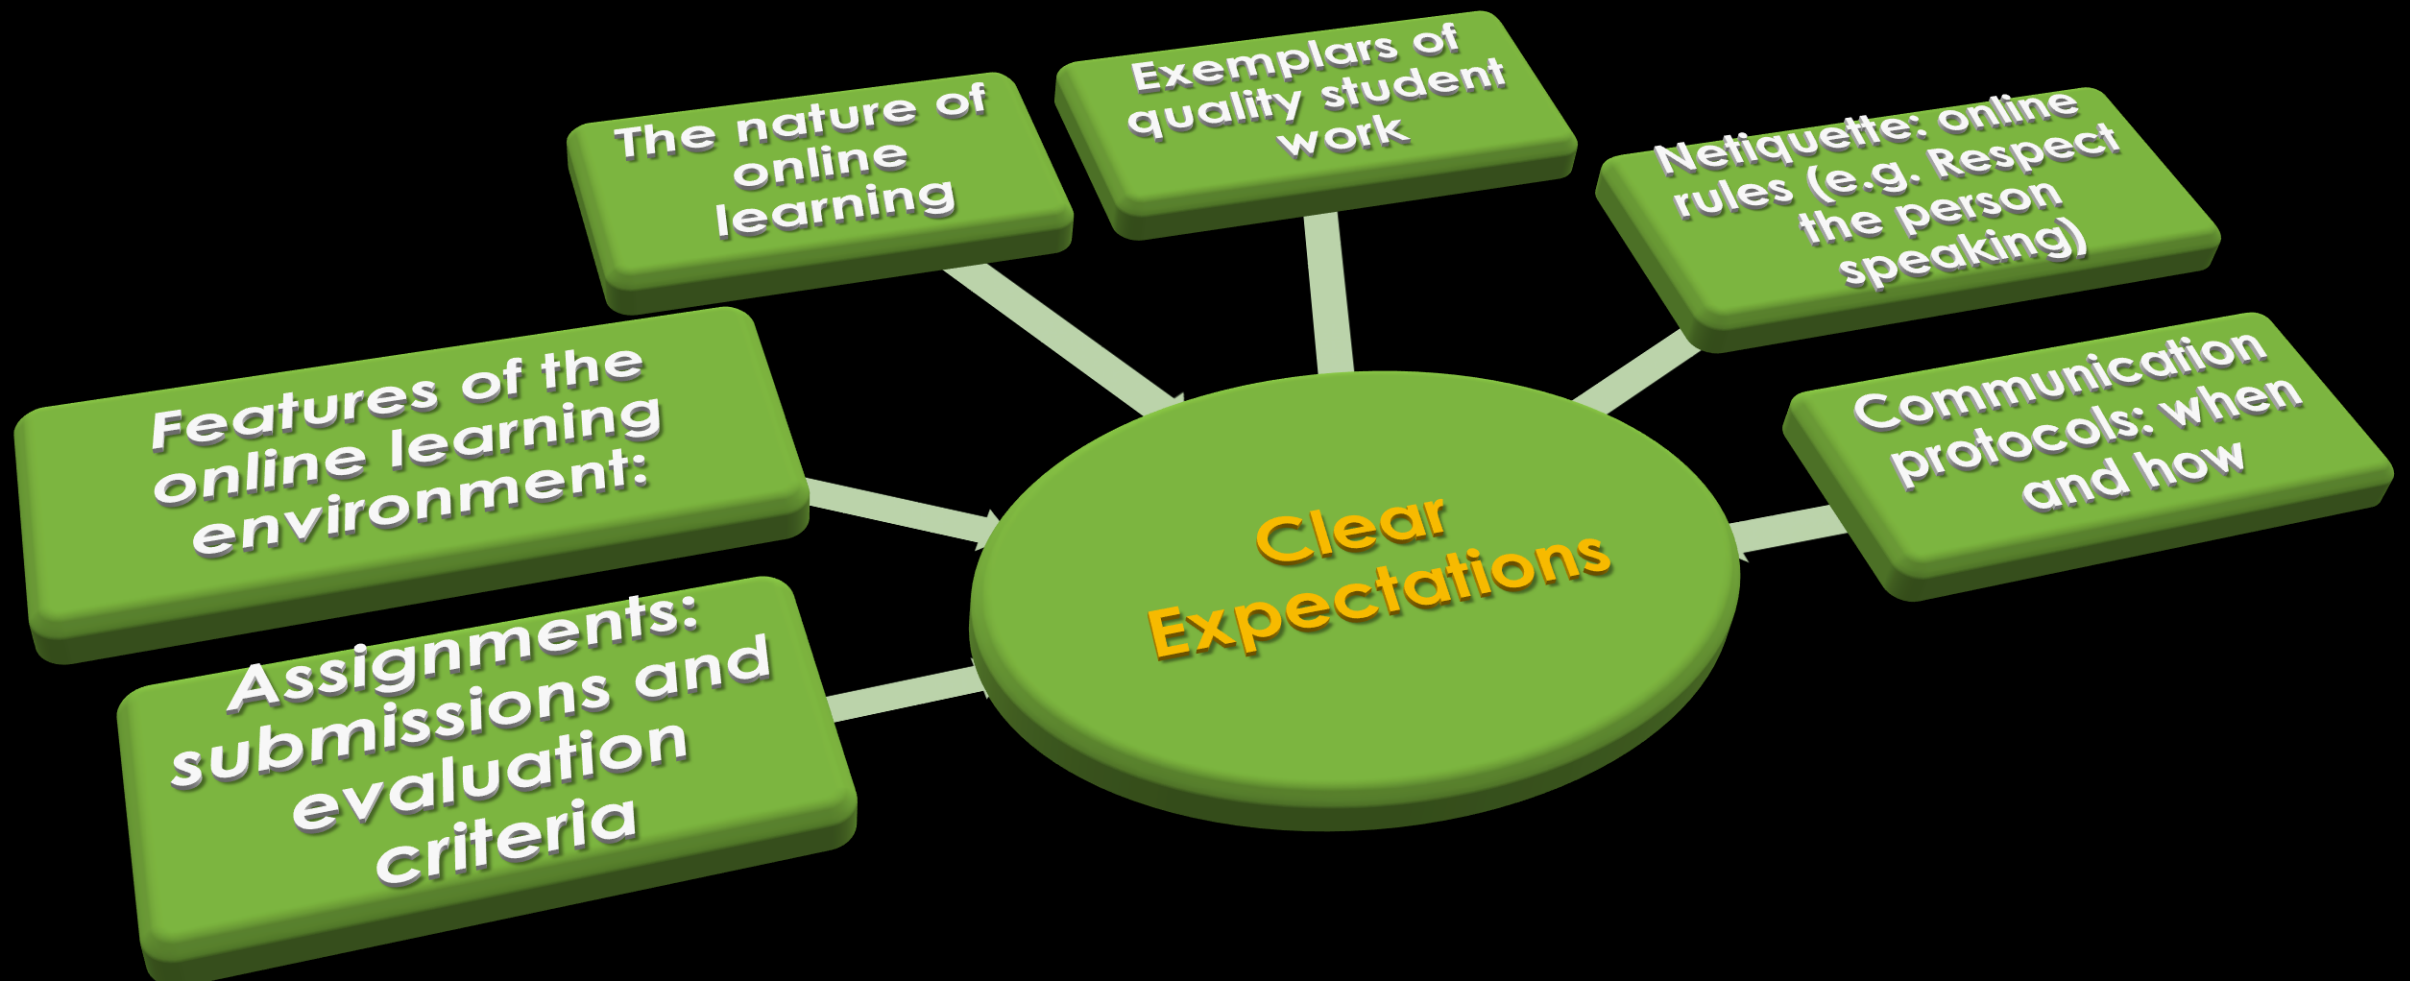 Assignments:
submissions and
evaluation
criteria
Features of the
online learning
environment:
The nature of
online
learning
Exemplars of
quality student
work
Netiquette: online
rules (e.g. Respect
the person
speaking)
Communication
protocols: when
and how
Clear
Expectations